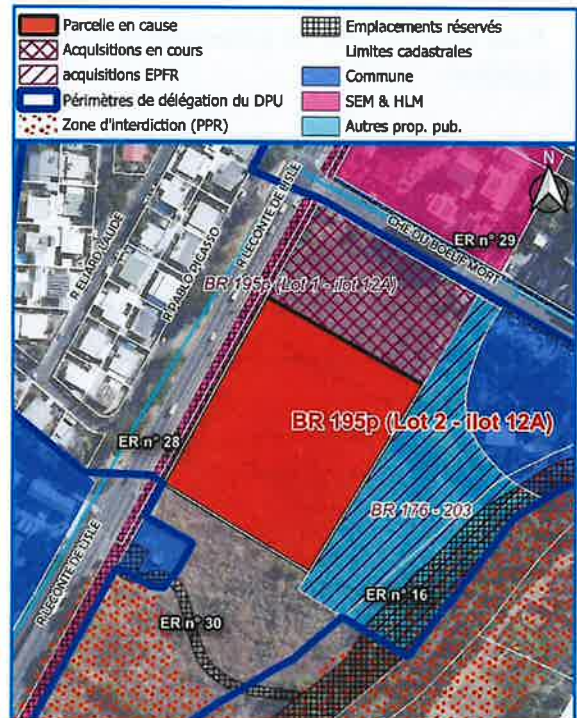 Parcelle en cause
Acquisitions en cours
acquisitions EPFR
Périmètres de délégation du DPU
Zone d'interdiction (PPR)
Emplacements réservés
Limites cadastrales
Commune
SEM & HLM
Autres prop. pub.
N
R LECONTE DE LISLE
CHE DU BOEUF MORT
ER n° 29
R PABLO PICASSO
BR 195p (Lot 1 - ilot 12A)
BR 195p (Lot 2 - ilot 12A)
ER n° 28
BR 176 - 203
R LECONTE DE LISLE
ER n° 16
ER n° 30